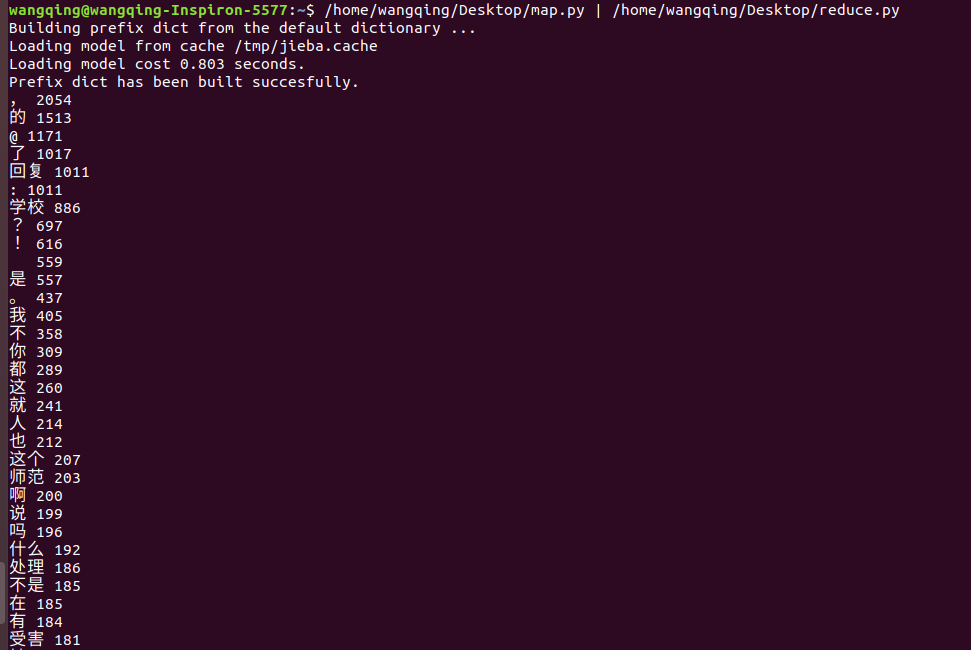 wangqing@wangqing-Inspiron-5577:~$ /home/wangqing/Desktop/map.py | /home/wangqing/Desktop/reduce.py
Building prefix dict from the default dictionary ...
Loading model from cache /tmp/jieba.cache
Loading model cost 0.803 seconds.
Prefix dict has been built succesfully.
， 2054
的 1513
@ 1171
了 1017
回复 1011
: 1011
学校 886
？ 697
！ 616
559
是 557
。 437
我 405
不 358
你 309
都 289
这 260
就 241
人 214
也 212
这个 207
师范 203
啊 200
说 199
吗 196
什么 192
处理 186
不是 185
在 185
有 184
受害 181